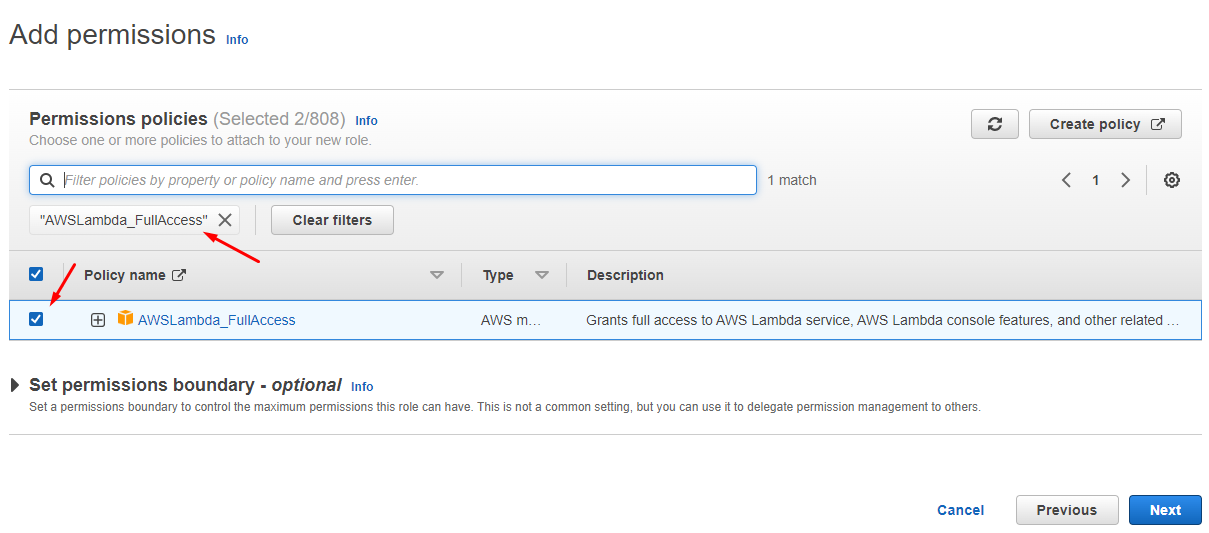 Add permissions Info
Permissions policies (Selected 2/808) Info
Create policy
Choose one or more policies to attach to your new role.
Filter policies by property or policy name and press enter.
1 match
1
"AWSLambda_FullAccess"
Clear filters
Policy name
Type
Description
AWSLambda_FullAccess
AWS m…
Grants full access to AWS Lambda service, AWS Lambda console features, and other related …
Set permissions boundary - optional Info
Set a permissions boundary to control the maximum permissions this role can have. This is not a common setting, but you can use it to delegate permission management to others.
Cancel
Previous
Next